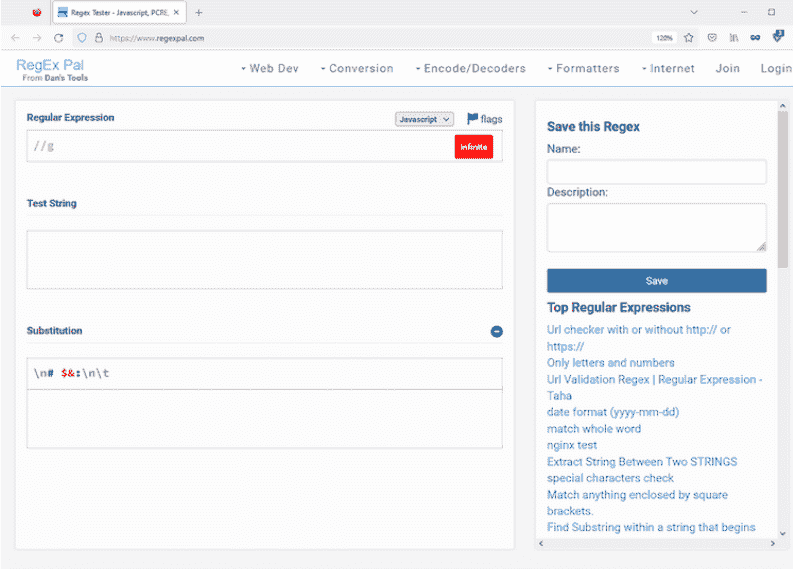 Regex Tester - Javascript, PCRE,
https://www.regexpal.com
120%
RegEx Pal
From Dan's Tools
Web Dev
Conversion
Encode/Decoders
Formatters
Internet
Join
Login
Regular Expression
Javascript
flags
//g
infinite
Test String
Substitution
\n# $&:\n\t
Save this Regex
Name:
Description:
Save
Top Regular Expressions
Url checker with or without http:// or
https://
Only letters and numbers
Url Validation Regex | Regular Expression -
Taha
date format (yyyy-mm-dd)
match whole word
nginx test
Extract String Between Two STRINGS
special characters check
Match anything enclosed by square
brackets.
Find Substring within a string that begins